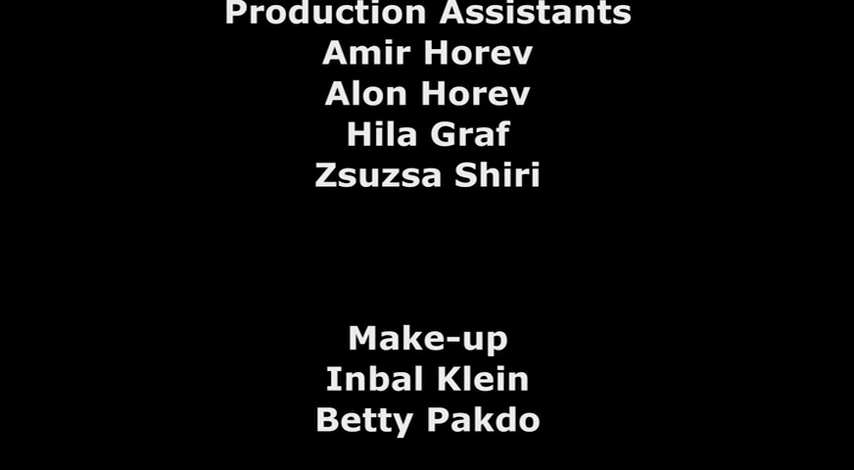 Production Assistants
Amir Horev
Alon Horev
Hila Graf
Zsuzsa Shiri
Make-up
Inbal Klein
Betty Pakdo